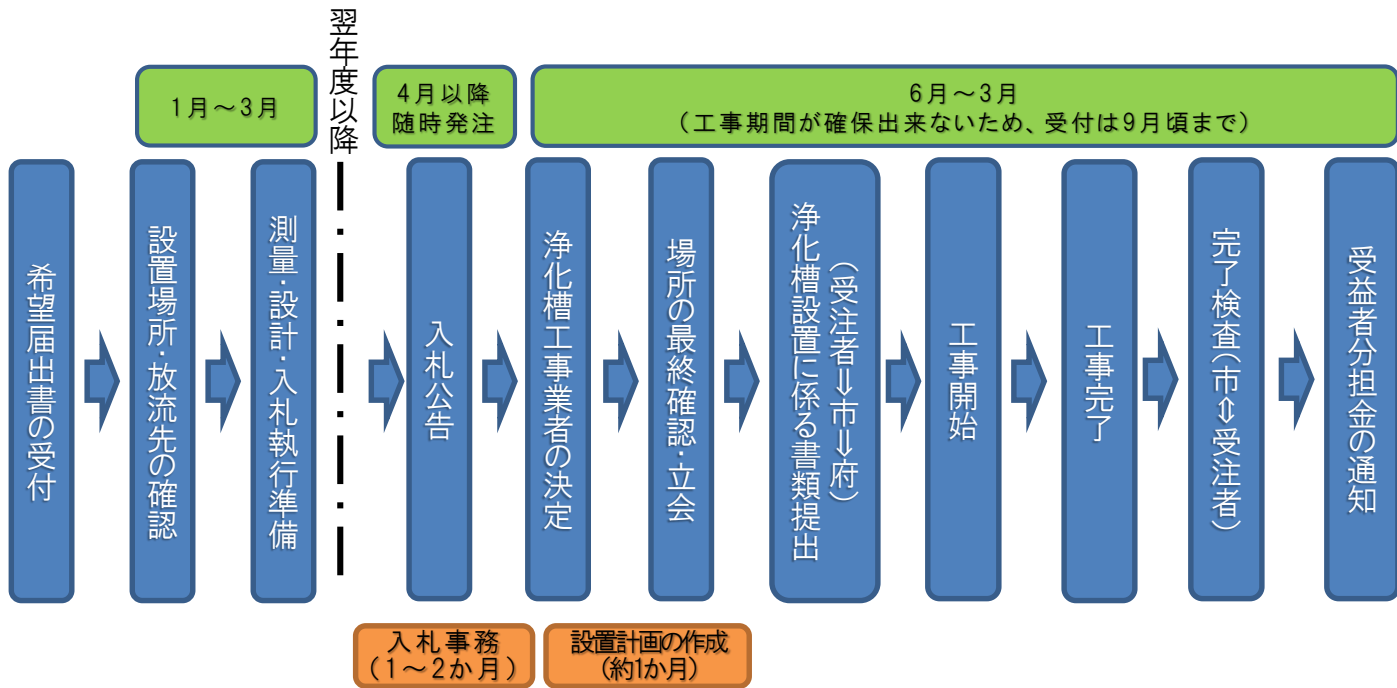 翌年度以降
1月～3月
4月以降
随時発注
6月～3月
（工事期間が確保出来ないため、受付は9月頃まで）
希望届出書の受付
設置場所・放流先の確認
測量・設計・入札執行準備
入札公告
浄化槽工事業者の決定
場所の最終確認・立会
浄化槽設置に係る書類提出
（受注者⇒市⇒府）
工事開始
工事完了
完了検査（市⇔受注者）
受益者分担金の通知
入札事務
（1～2か月）
設置計画の作成
（約1か月）